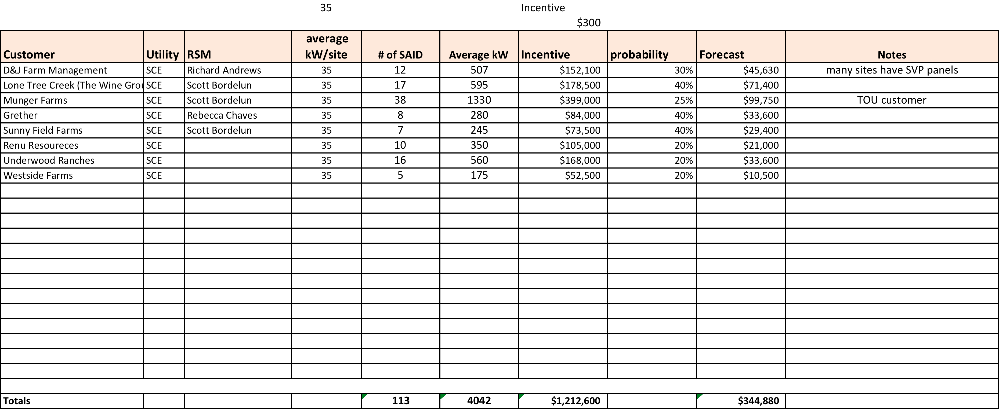 35 Incentive
$300
average
Customer Utility RSM kW/site # of SAID Average kW Incentive probability Forecast Notes
D&J Farm Management SCE Richard Andrews 35 12 507 $152,100 30% $45,630 many sites have SVP panels
Lone Tree Creek (The Wine Grou SCE Scott Bordelun 35 17 595 $178,500 40% $71,400
Munger Farms SCE Scott Bordelun 35 38 1330 $399,000 25% $99,750 TOU customer
Grether SCE Rebecca Chaves 35 8 280 $84,000 40% $33,600
Sunny Field Farms SCE Scott Bordelun 35 7 245 $73,500 40% $29,400
Renu Resoureces SCE 35 10 350 $105,000 20% $21,000
Underwood Ranches SCE 35 16 560 $168,000 20% $33,600
Westside Farms SCE 35 5 175 $52,500 20% $10,500
Totals 113 4042 $1,212,600 $344,880